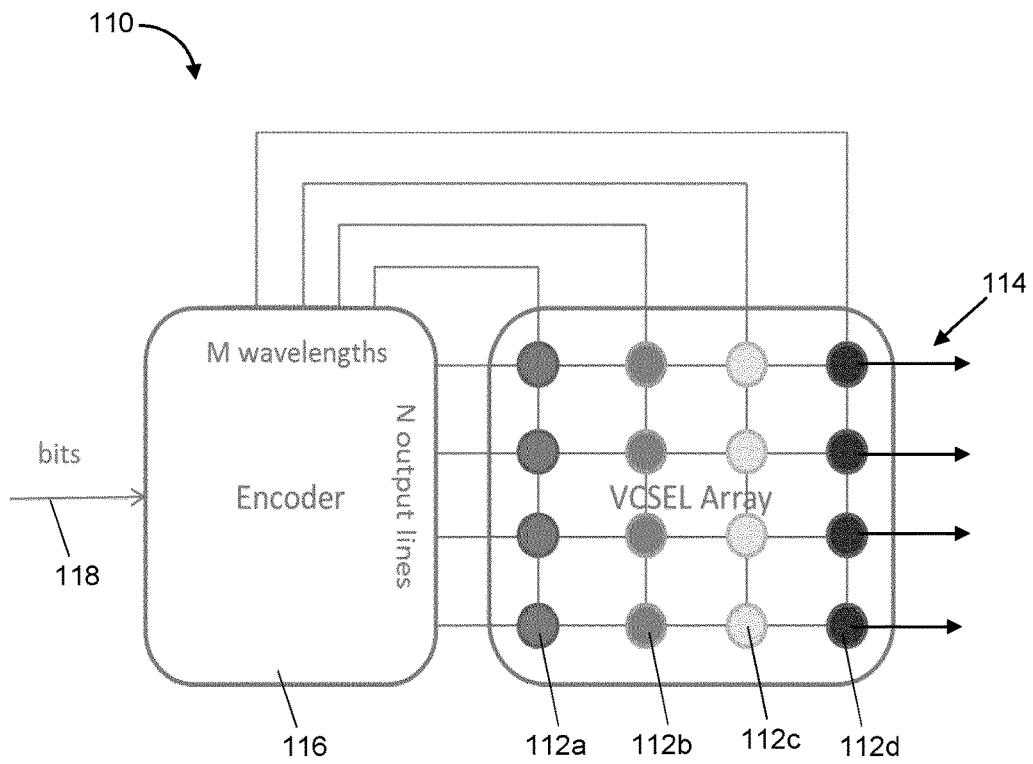 110
114
M wavelengths
N output lines
bits
Encoder
VCSEL Array
118
116
112a
112b
112c
112d